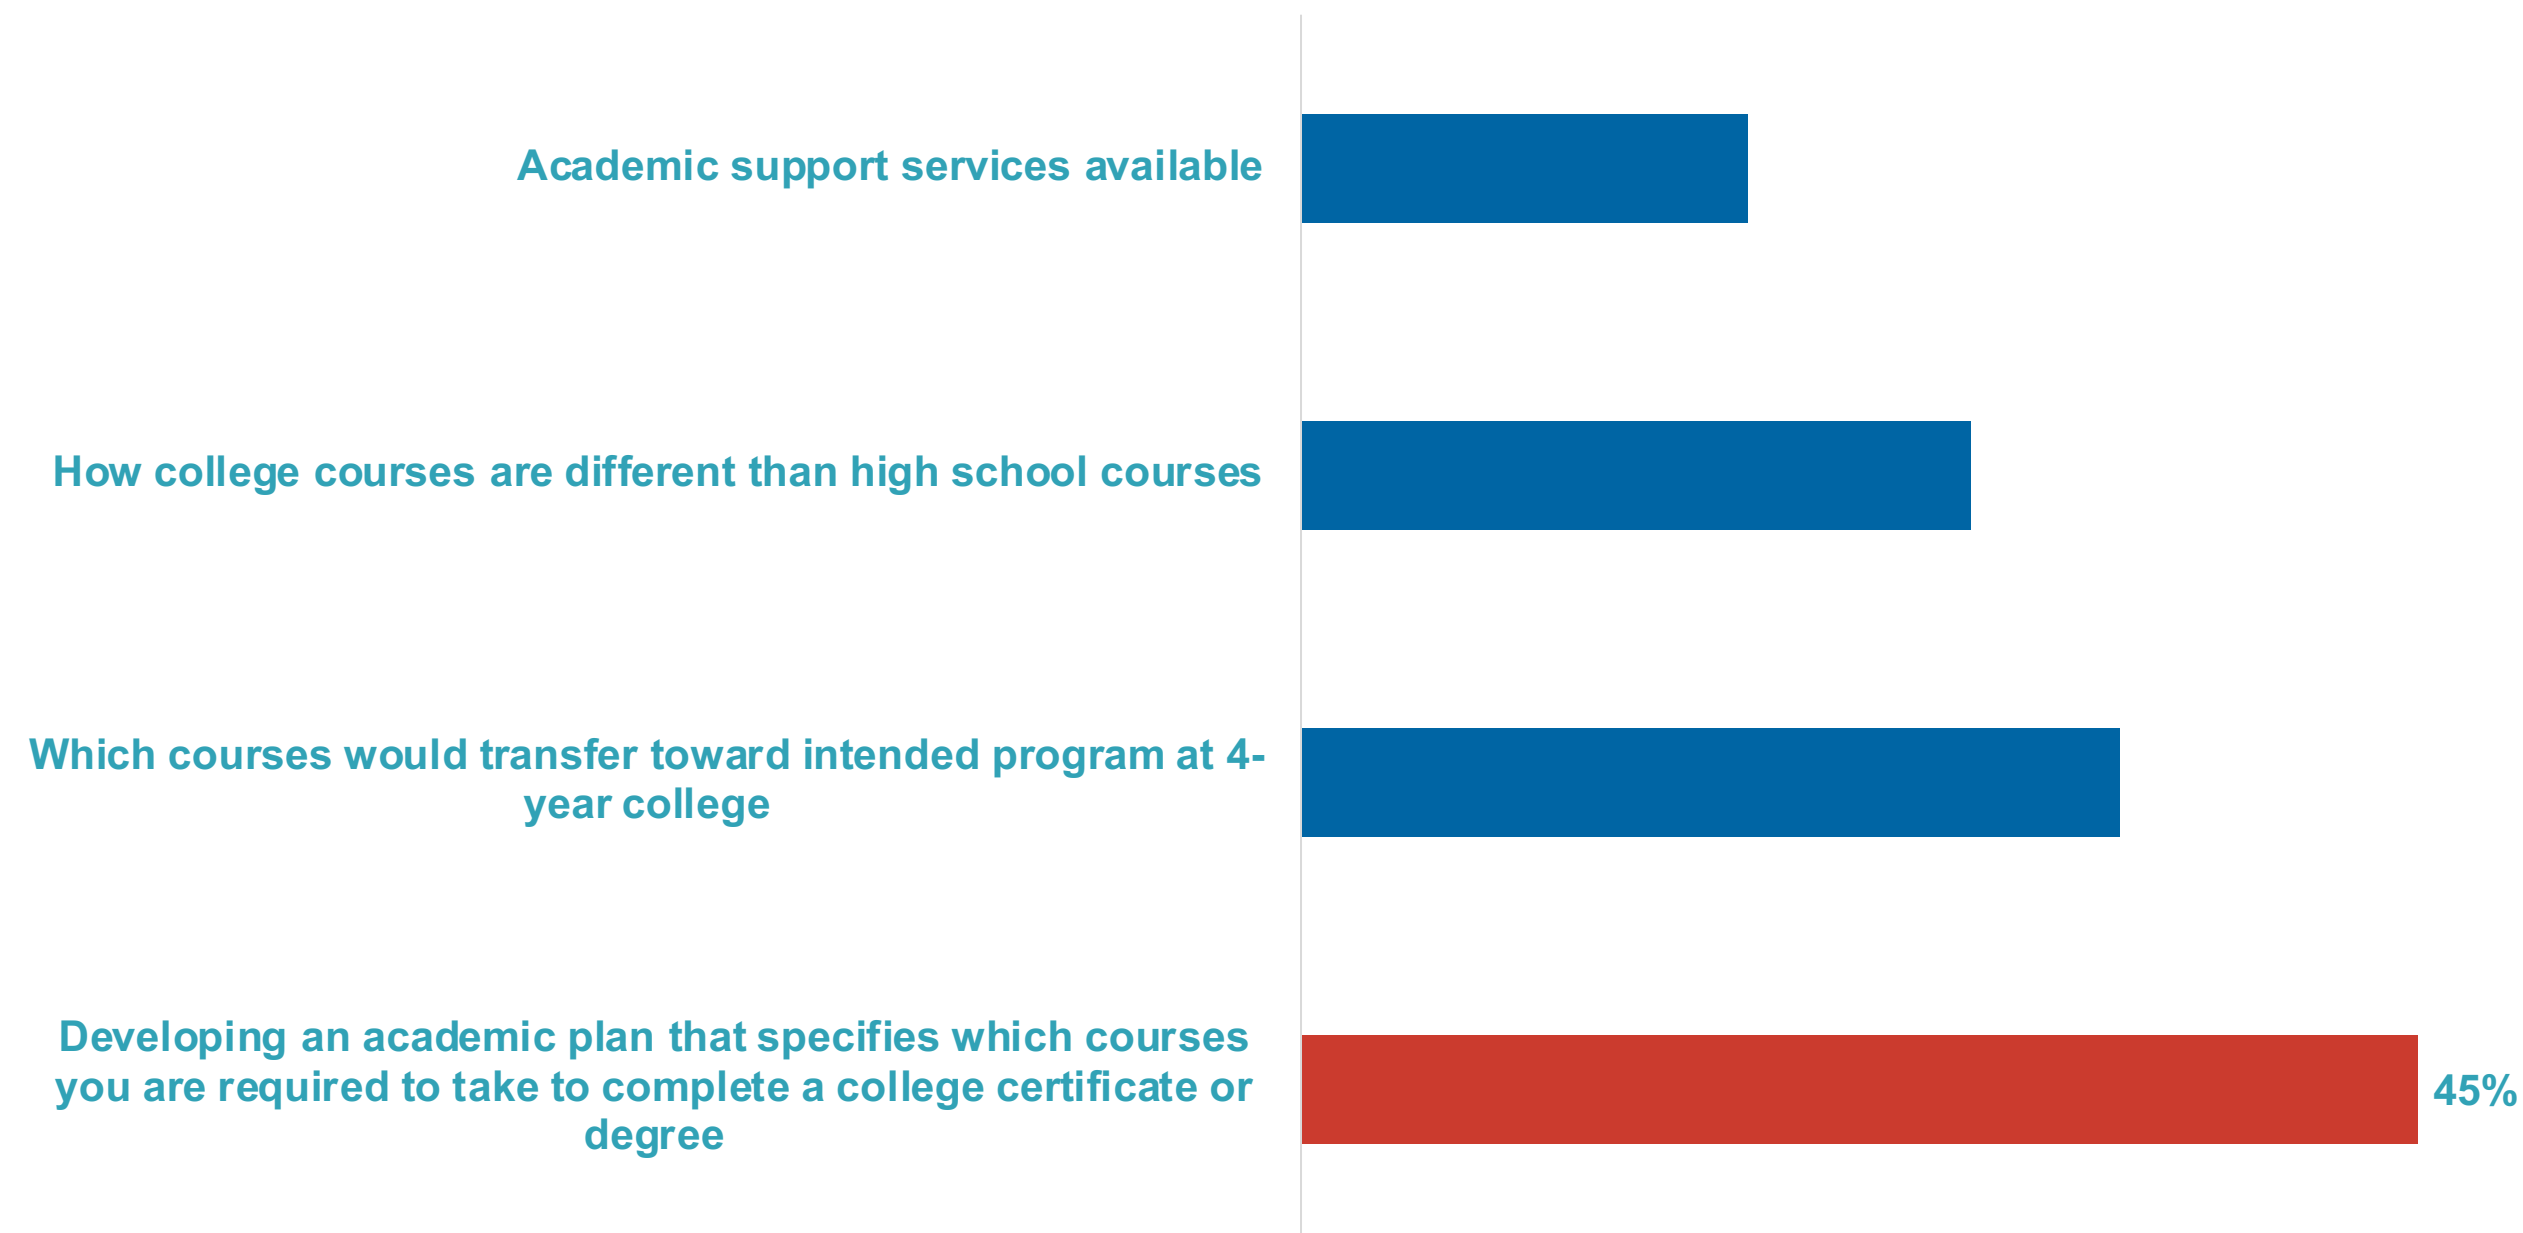 Academic support services available
How college courses are different than high school courses
Which courses would transfer toward intended program at 4-
year college
Developing an academic plan that specifies which courses
you are required to take to complete a college certificate or
degree
45%